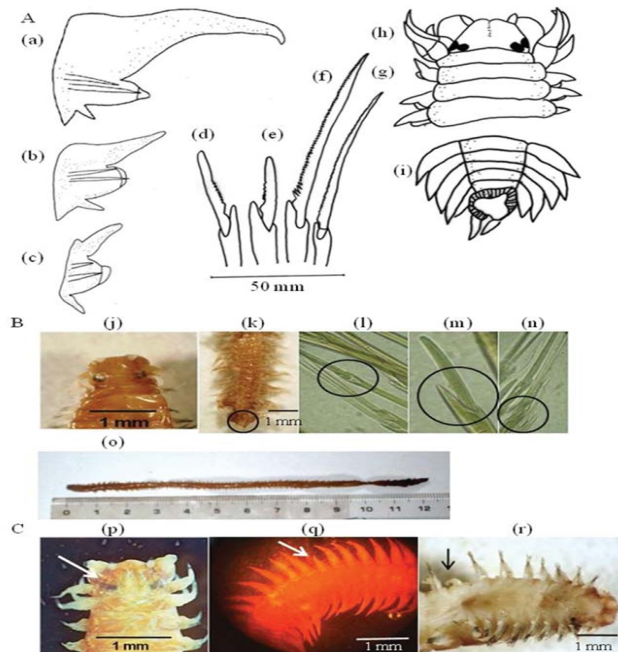 A
(a)
(b)
(c)
(d)
(e)
(f)
(g)
(h)
(i)
50 mm
B
(j)
(k)
(l)
(m)
(n)
1 mm
1 mm
(o)
0 1 2 3 4 5 6 7 8 9 10 11 12
C
(p)
(q)
(r)
1 mm
1 mm
1 mm